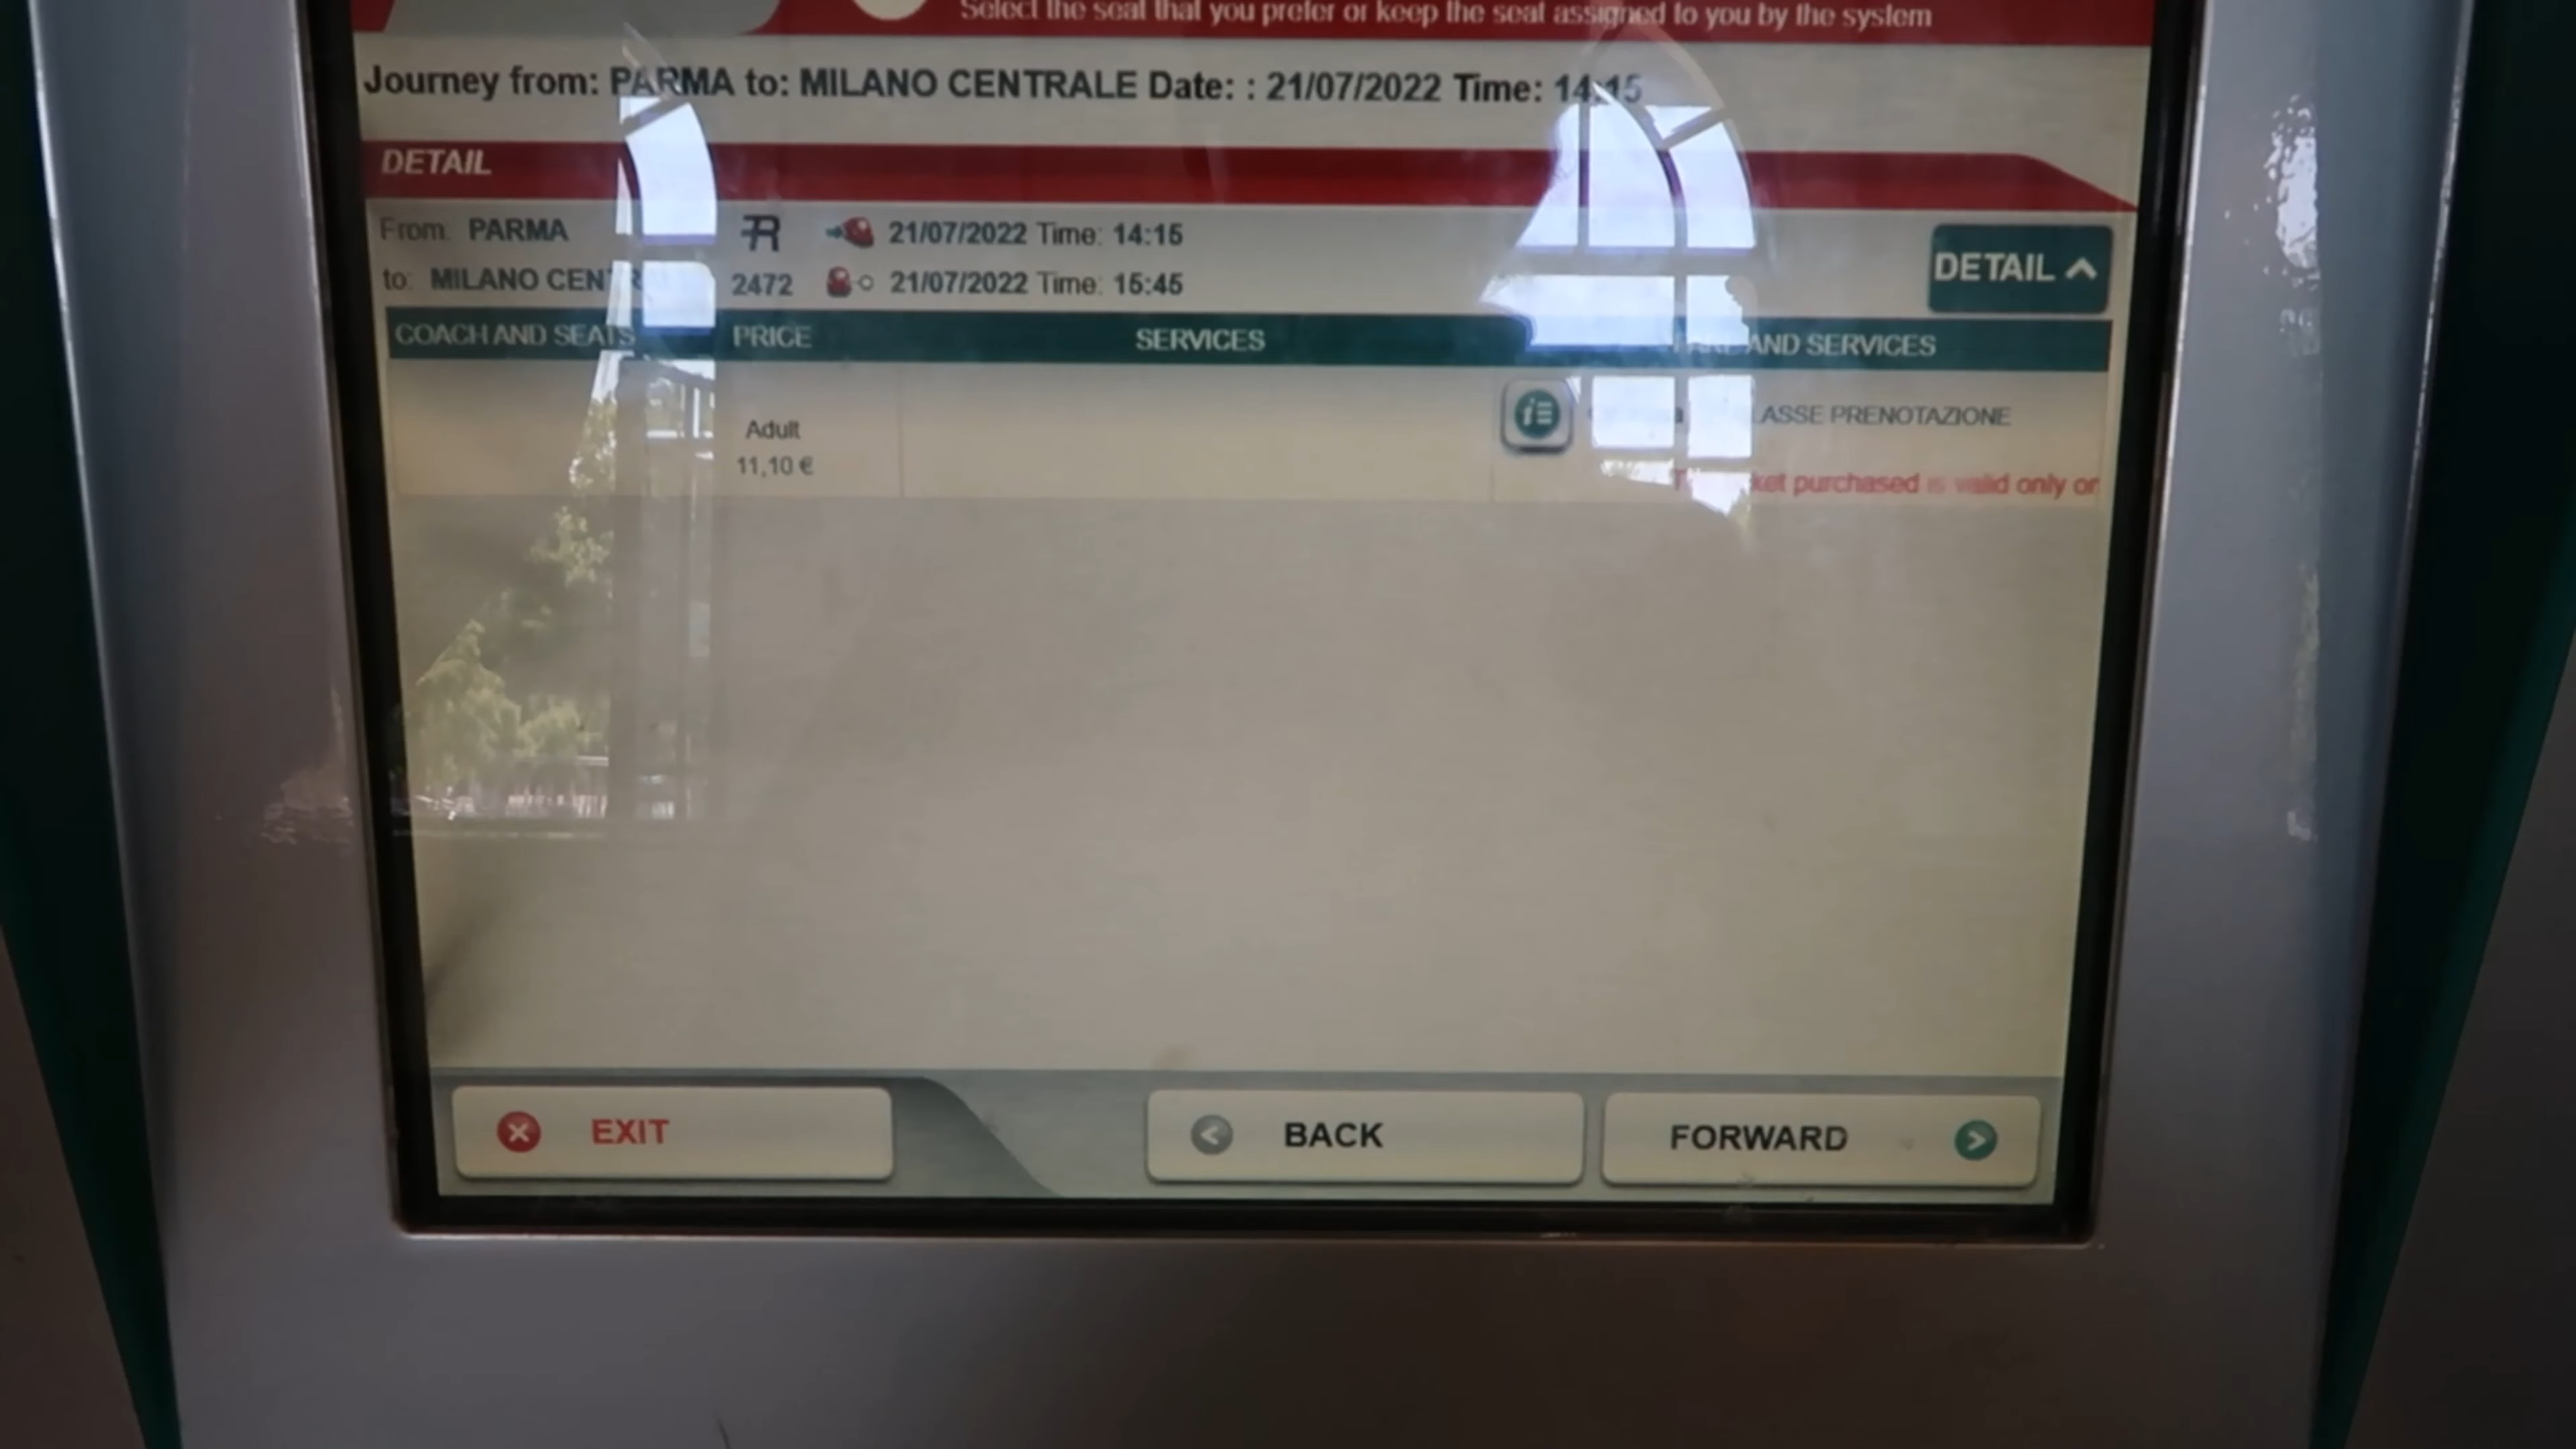 Select the seat that you prefer or keep the seat assigned to you by the system
Journey from: PARMA to: MILANO CENTRALE Date: : 21/07/2022 Time: 14:15
DETAIL
From: PARMA 21/07/2022 Time: 14:15
to: MILANO CENTR 2472 21/07/2022 Time: 15:45
DETAIL
COACH AND SEATS PRICE SERVICES AND SERVICES
Adult
11,10 €
PRENOTAZIONE
purchased is valid only or
EXIT BACK FORWARD